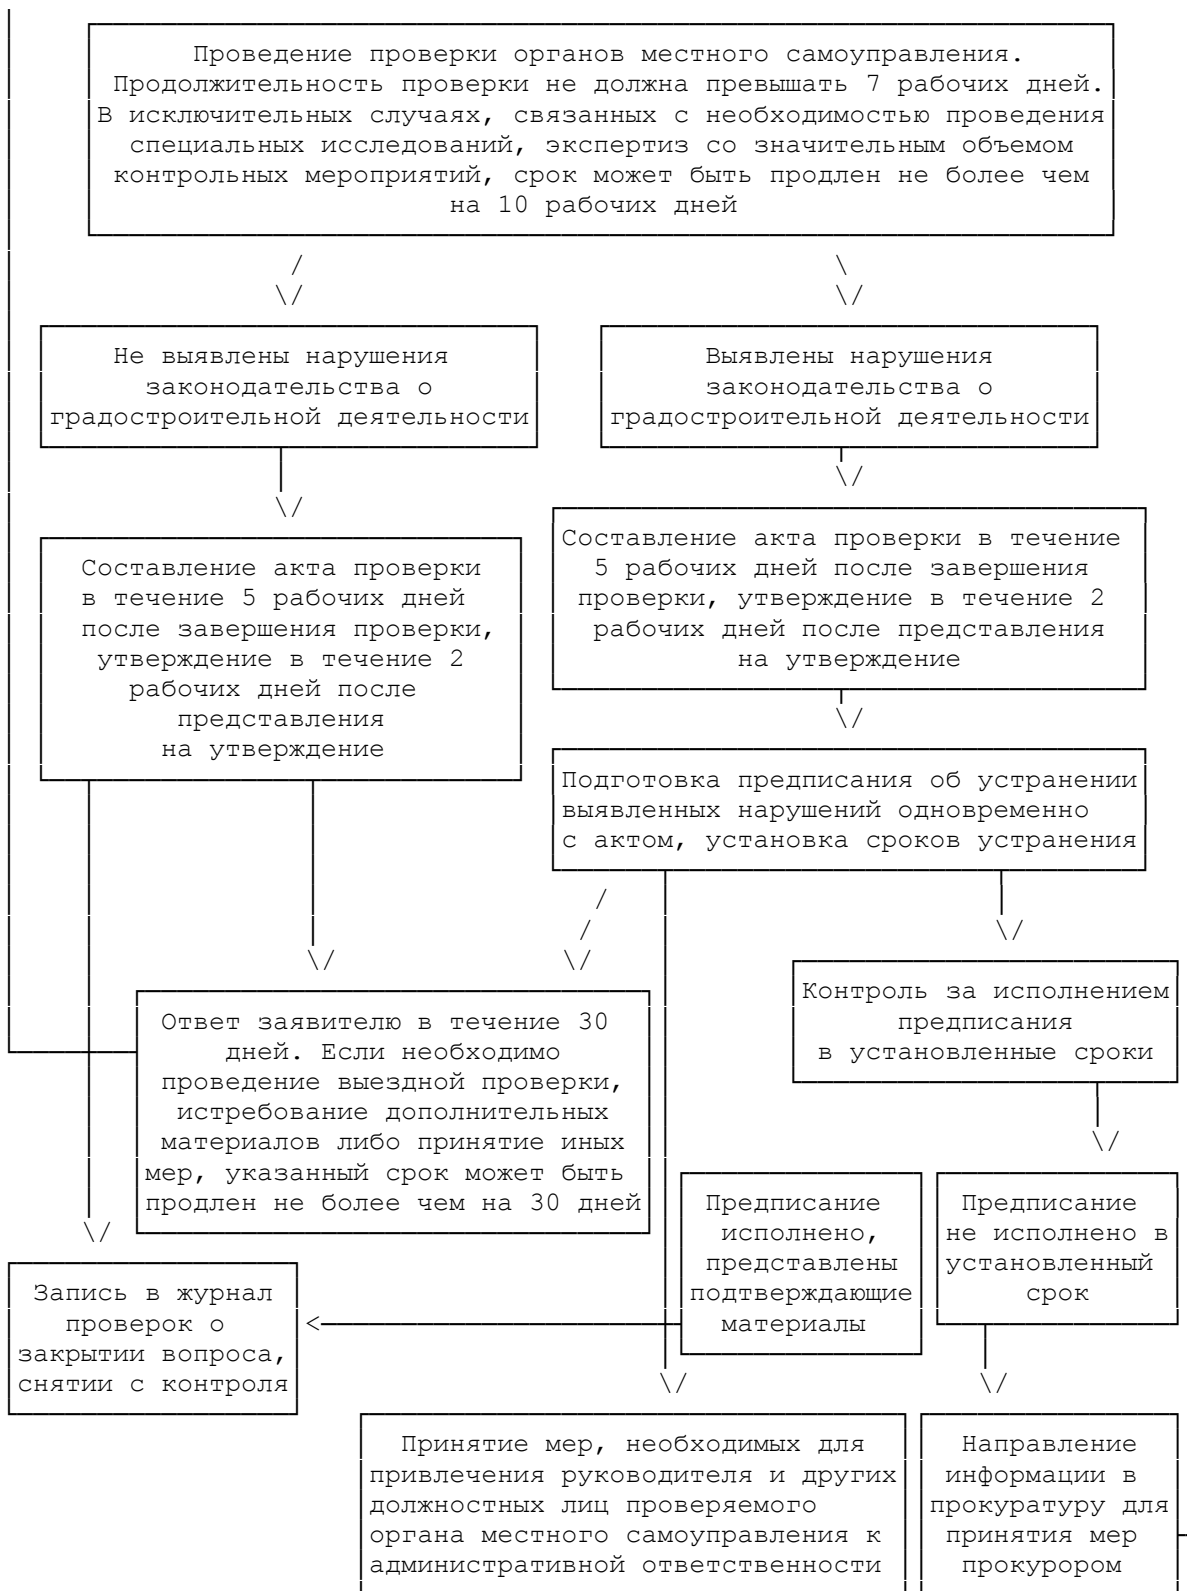 Проведение проверки органов местного самоуправления.
Продолжительность проверки не должна превышать 7 рабочих дней.
В исключительных случаях, связанных с необходимостью проведения
специальных исследований, экспертиз со значительным объемом
контрольных мероприятий, срок может быть продлен не более чем
на 10 рабочих дней
Не выявлены нарушения
законодательства о
градостроительной деятельности
Выявлены нарушения
законодательства о
градостроительной деятельности
Составление акта проверки
в течение 5 рабочих дней
после завершения проверки,
утверждение в течение 2
рабочих дней после
представления
на утверждение
Составление акта проверки в течение
5 рабочих дней после завершения
проверки, утверждение в течение 2
рабочих дней после представления
на утверждение
Подготовка предписания об устранении
выявленных нарушений одновременно
с актом, установка сроков устранения
Ответ заявителю в течение 30
дней. Если необходимо
проведение выездной проверки,
истребование дополнительных
материалов либо принятие иных
мер, указанный срок может быть
продлен не более чем на 30 дней
Контроль за исполнением
предписания
в установленные сроки
Предписание
исполнено,
представлены
подтверждающие
материалы
Предписание
не исполнено в
установленный
срок
Запись в журнал
проверок о
закрытии вопроса,
снятии с контроля
Принятие мер, необходимых для
привлечения руководителя и других
должностных лиц проверяемого
органа местного самоуправления к
административной ответственности
Направление
информации в
прокуратуру для
принятия мер
прокурором